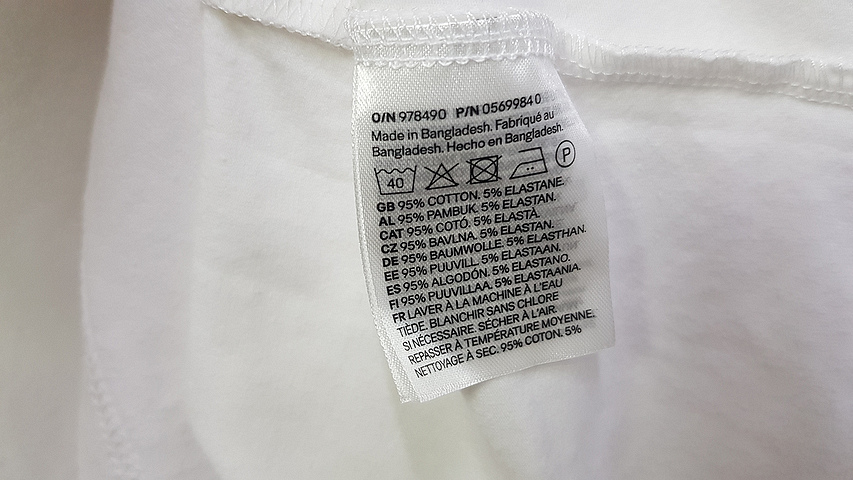 O/N 978490 P/N 0569984 0
Made in Bangladesh. Fabriqué au
Bangladesh. Hecho en Bangladesh.
40 P
GB 95% COTTON. 5% ELASTANE.
AL 95% PAMBUK. 5% ELASTAN.
CAT 95% COTÓ. 5% ELASTÀ.
CZ 95% BAVLNA. 5% ELASTAN.
DE 95% BAUMWOLLE. 5% ELASTHAN.
EE 95% PUUVILL. 5% ELASTAAN.
ES 95% ALGODÓN. 5% ELASTANO.
FI 95% PUUVILLAA. 5% ELASTAANIA.
FR LAVER À LA MACHINE À L'EAU
TIÈDE. BLANCHIR SANS CHLORE
SI NÉCESSAIRE. SÉCHER À L'AIR.
REPASSER À TEMPÉRATURE MOYENNE.
NETTOYAGE À SEC. 95% COTON. 5%